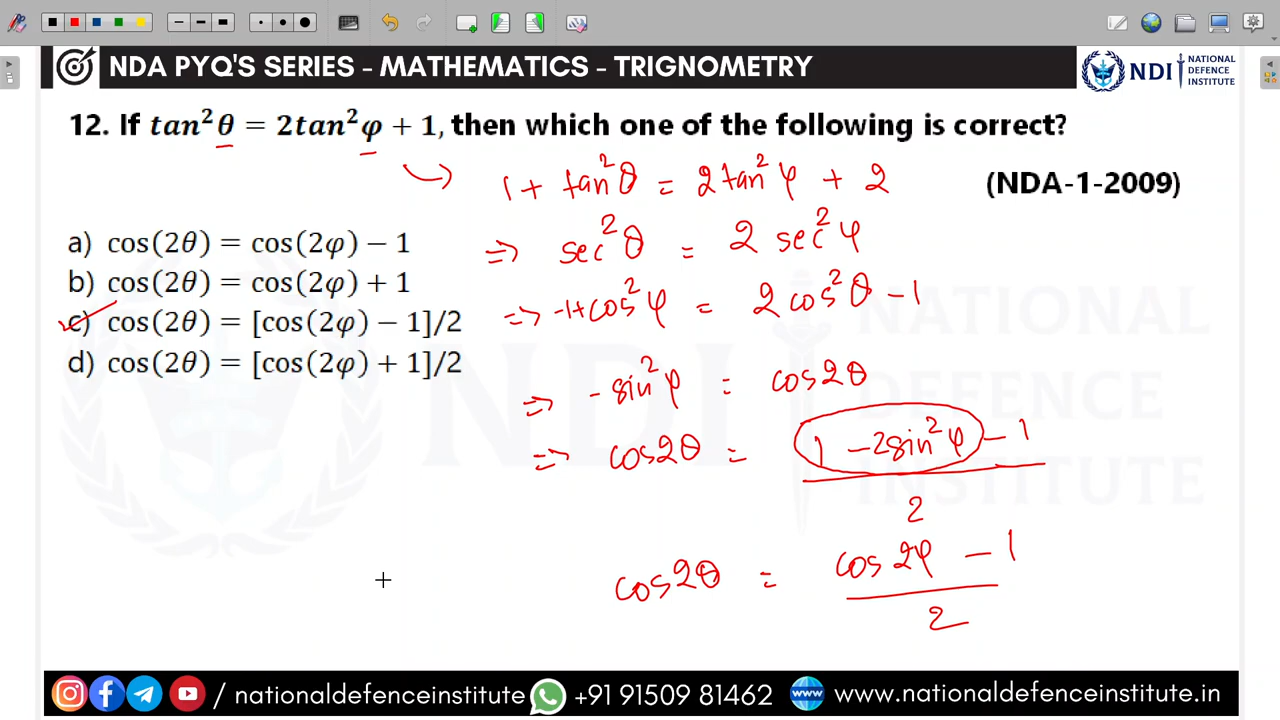 NDA PYQ'S SERIES - MATHEMATICS - TRIGNOMETRY
NDI
NATIONAL
DEFENCE
INSTITUTE
12. If tan²θ = 2tan²φ + 1, then which one of the following is correct?
(NDA-1-2009)
1 + tan²θ = 2tan²φ + 2
a) cos(2θ) = cos(2φ) − 1
b) cos(2θ) = cos(2φ) + 1
c) cos(2θ) = [cos(2φ) − 1]/2
d) cos(2θ) = [cos(2φ) + 1]/2
⇒ sec²θ = 2 sec²φ
⇒ -1+cos²φ = 2cos²θ − 1
⇒ -sin²φ = cos2θ
⇒ cos2θ = 1 − 2sin²φ − 1
2
cos2θ = cos2φ − 1
2
NATIONAL
DEFENCE
INSTITUTE
/ nationaldefenceinstitute
+91 91509 81462
www.nationaldefenceinstitute.in